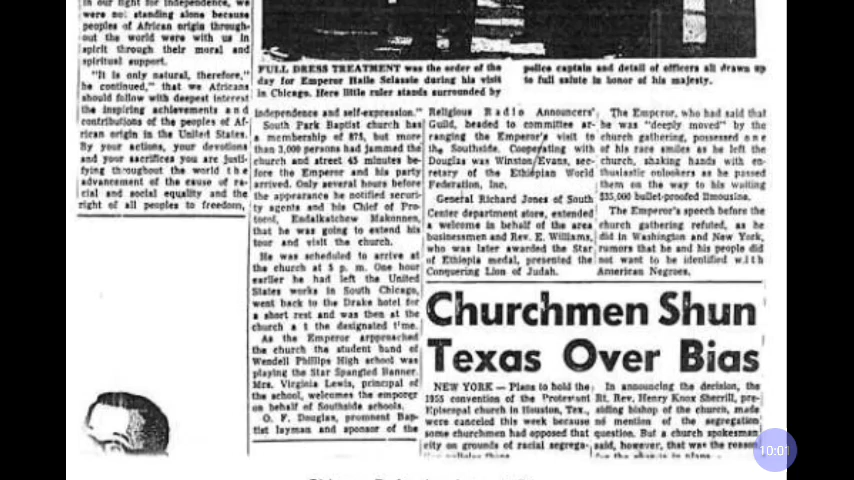 in our fight for independence, we
were not standing alone because
peoples of African origin through-
out the world were with us in
spirit through their moral and
spiritual support.
"It is only natural, therefore,"
he continued," that we Africans
should follow with deepest interest
the inspiring achievements and
contributions of the peoples of Af-
rican origin in the United States.
By your actions, your devotions
and your sacrifices you are justi-
fying throughout the world the
advancement of the cause of ra-
cial and social equality and the
right of all peoples to freedom,
FULL DRESS TREATMENT was the order of the
day for Emperor Haile Selassie during his visit
in Chicago. Here little ruler stands surrounded by
police captain and detail of officers all drawn up
to full salute in honor of his majesty.
independence and self-expression."
South Park Baptist church has
a membership of 875, but more
than 3,000 persons had jammed the
church and street 45 minutes be-
fore the Emperor and his party
arrived. Only several hours before
the appearance he notified securi-
ty agents and his Chief of Pro-
tocol, Endalkatchew Makonnen,
that he was going to extend his
tour and visit the church.
He was scheduled to arrive at
the church at 5 p. m. One hour
earlier he had left the United
States works in South Chicago,
went back to the Drake hotel for
a short rest and was then at the
church a t the designated t'me.
As the Emperor approached
the church the student band of
Wendell Phillips High school was
playing the Star Spangled Banner.
Mrs. Virginia Lewis, principal of
the school, welcomes the emperor
on behalf of Southside schools.
O. F. Douglas, prominent Bap-
tist layman and sponsor of the
Religious Radio Announcers'
Guild, headed to committee ar-
ranging the Emperor's visit to
the Southside. Cooperating with
Douglas was Winston Evans, sec-
retary of the Ethiopian World
Federation, Inc.
General Richard Jones of South
Center department store, extended
a welcome in behalf of the area
businessmen and Rev. E. Williams,
who was later awarded the Star
of Ethiopia medal, presented the
Conquering Lion of Judah.
The Emperor, who had said that
he was "deeply moved" by the
church gathering, possessed one
of his rare smiles as he left the
church, shaking hands with en-
thusiastic onlookers as he passed
them on the way to his waiting
$35,000 bullet-proofed limousine.
The Emperor's speech before the
church gathering refuted, as he
did in Washington and New York,
rumors that he and his people did
not want to be identified with
American Negroes.
Churchmen Shun
Texas Over Bias
NEW YORK — Plans to hold the
1955 convention of the Protestant
Episcopal church in Houston, Tex.,
were canceled this week because
some churchmen had opposed that
city on grounds of racial segrega-
In announcing the decision, the
Rt. Rev. Henry Knox Sherrill, pre-
siding bishop of the church, made
no mention of the segregation
question. But a church spokesman
said, however, that was the reason
10:01